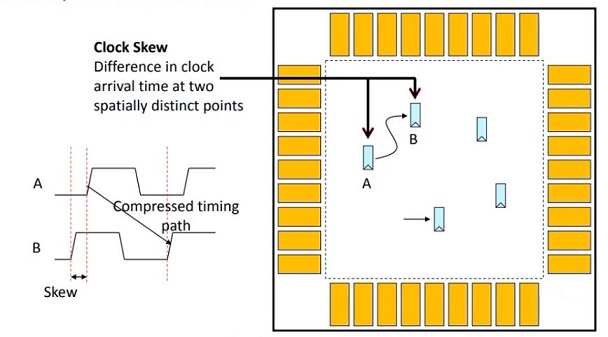 Clock Skew
Difference in clock
arrival time at two
spatially distinct points
B
A
A
Compressed timing
path
B
Skew